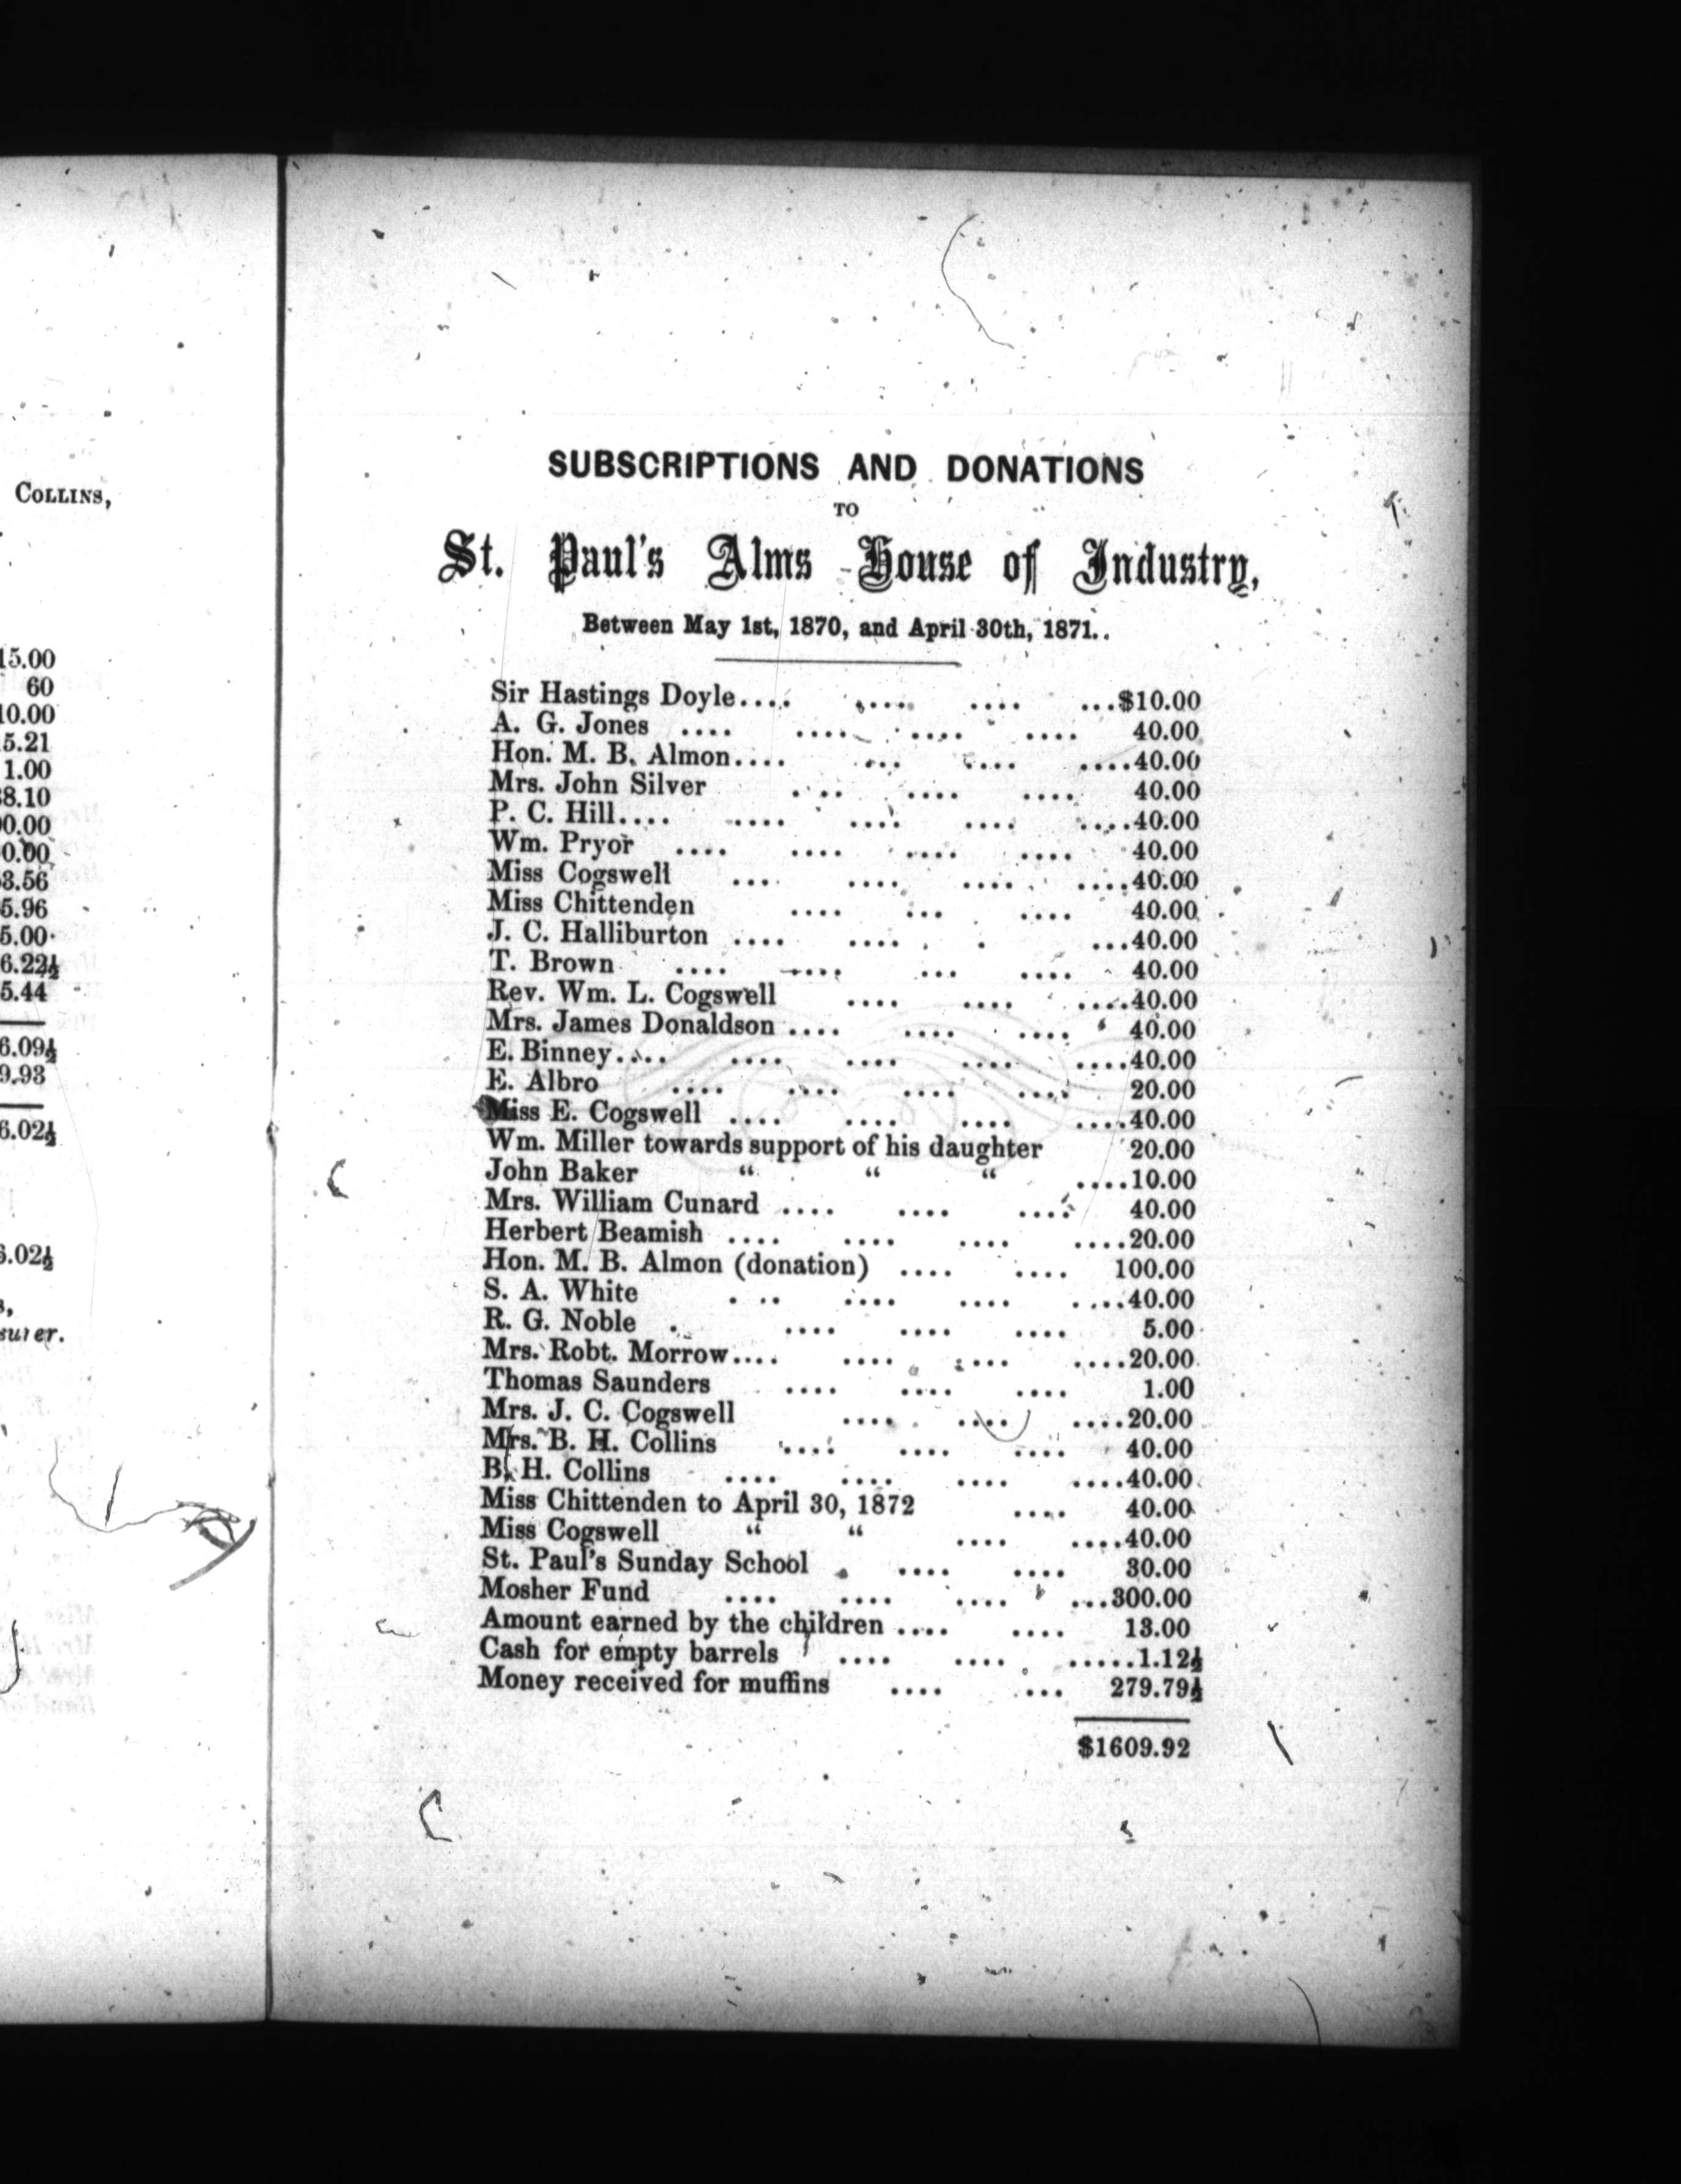 COLLINS,
15.00
60
10.00
5.21
1.00
8.10
0.00
0.00
3.56
5.96
5.00
6.22½
5.44
6.09½
9.93
6.02½
6.02½
surer.
SUBSCRIPTIONS AND DONATIONS
TO
St. Paul's Alms House of Industry,
Between May 1st, 1870, and April 30th, 1871.
Sir Hastings Doyle.... .... .... ...$10.00
A. G. Jones .... .... .... .... 40.00
Hon. M. B. Almon.... ... .... ....40.00
Mrs. John Silver .... .... .... 40.00
P. C. Hill.... .... .... .... ....40.00
Wm. Pryor .... .... .... .... 40.00
Miss Cogswell ... .... .... ....40.00
Miss Chittenden .... ... .... 40.00
J. C. Halliburton .... .... . ...40.00
T. Brown .... .... ... .... 40.00
Rev. Wm. L. Cogswell .... .... ....40.00
Mrs. James Donaldson .... .... .... 40.00
E. Binney.... .... .... .... ....40.00
E. Albro .... .... .... .... 20.00
Miss E. Cogswell .... .... .... ....40.00
Wm. Miller towards support of his daughter 20.00
John Baker “ “ “ ....10.00
Mrs. William Cunard .... .... .... 40.00
Herbert Beamish .... .... .... ....20.00
Hon. M. B. Almon (donation) .... .... 100.00
S. A. White . .. .... .... ....40.00
R. G. Noble . .... .... .... 5.00
Mrs. Robt. Morrow.... .... .... ....20.00
Thomas Saunders .... .... .... 1.00
Mrs. J. C. Cogswell .... .... ....20.00
Mrs. B. H. Collins .... .... .... 40.00
B. H. Collins .... .... .... ....40.00
Miss Chittenden to April 30, 1872 .... 40.00
Miss Cogswell “ “ .... ....40.00
St. Paul's Sunday School . .... .... 30.00
Mosher Fund .... .... .... ...300.00
Amount earned by the children .... .... 13.00
Cash for empty barrels .... .... .....1.12½
Money received for muffins .... ... 279.79½
$1609.92